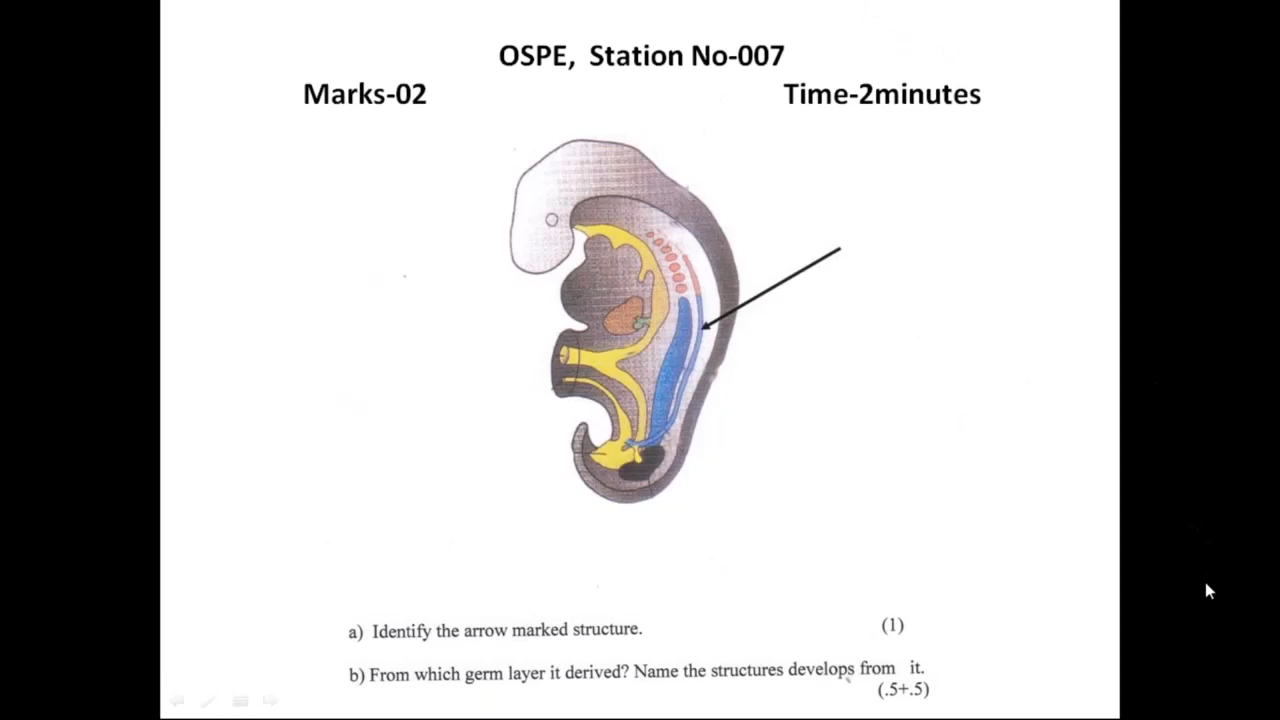 OSPE, Station No-007
Marks-02 Time-2minutes
a) Identify the arrow marked structure. (1)
b) From which germ layer it derived? Name the structures develops from it.
(.5+.5)